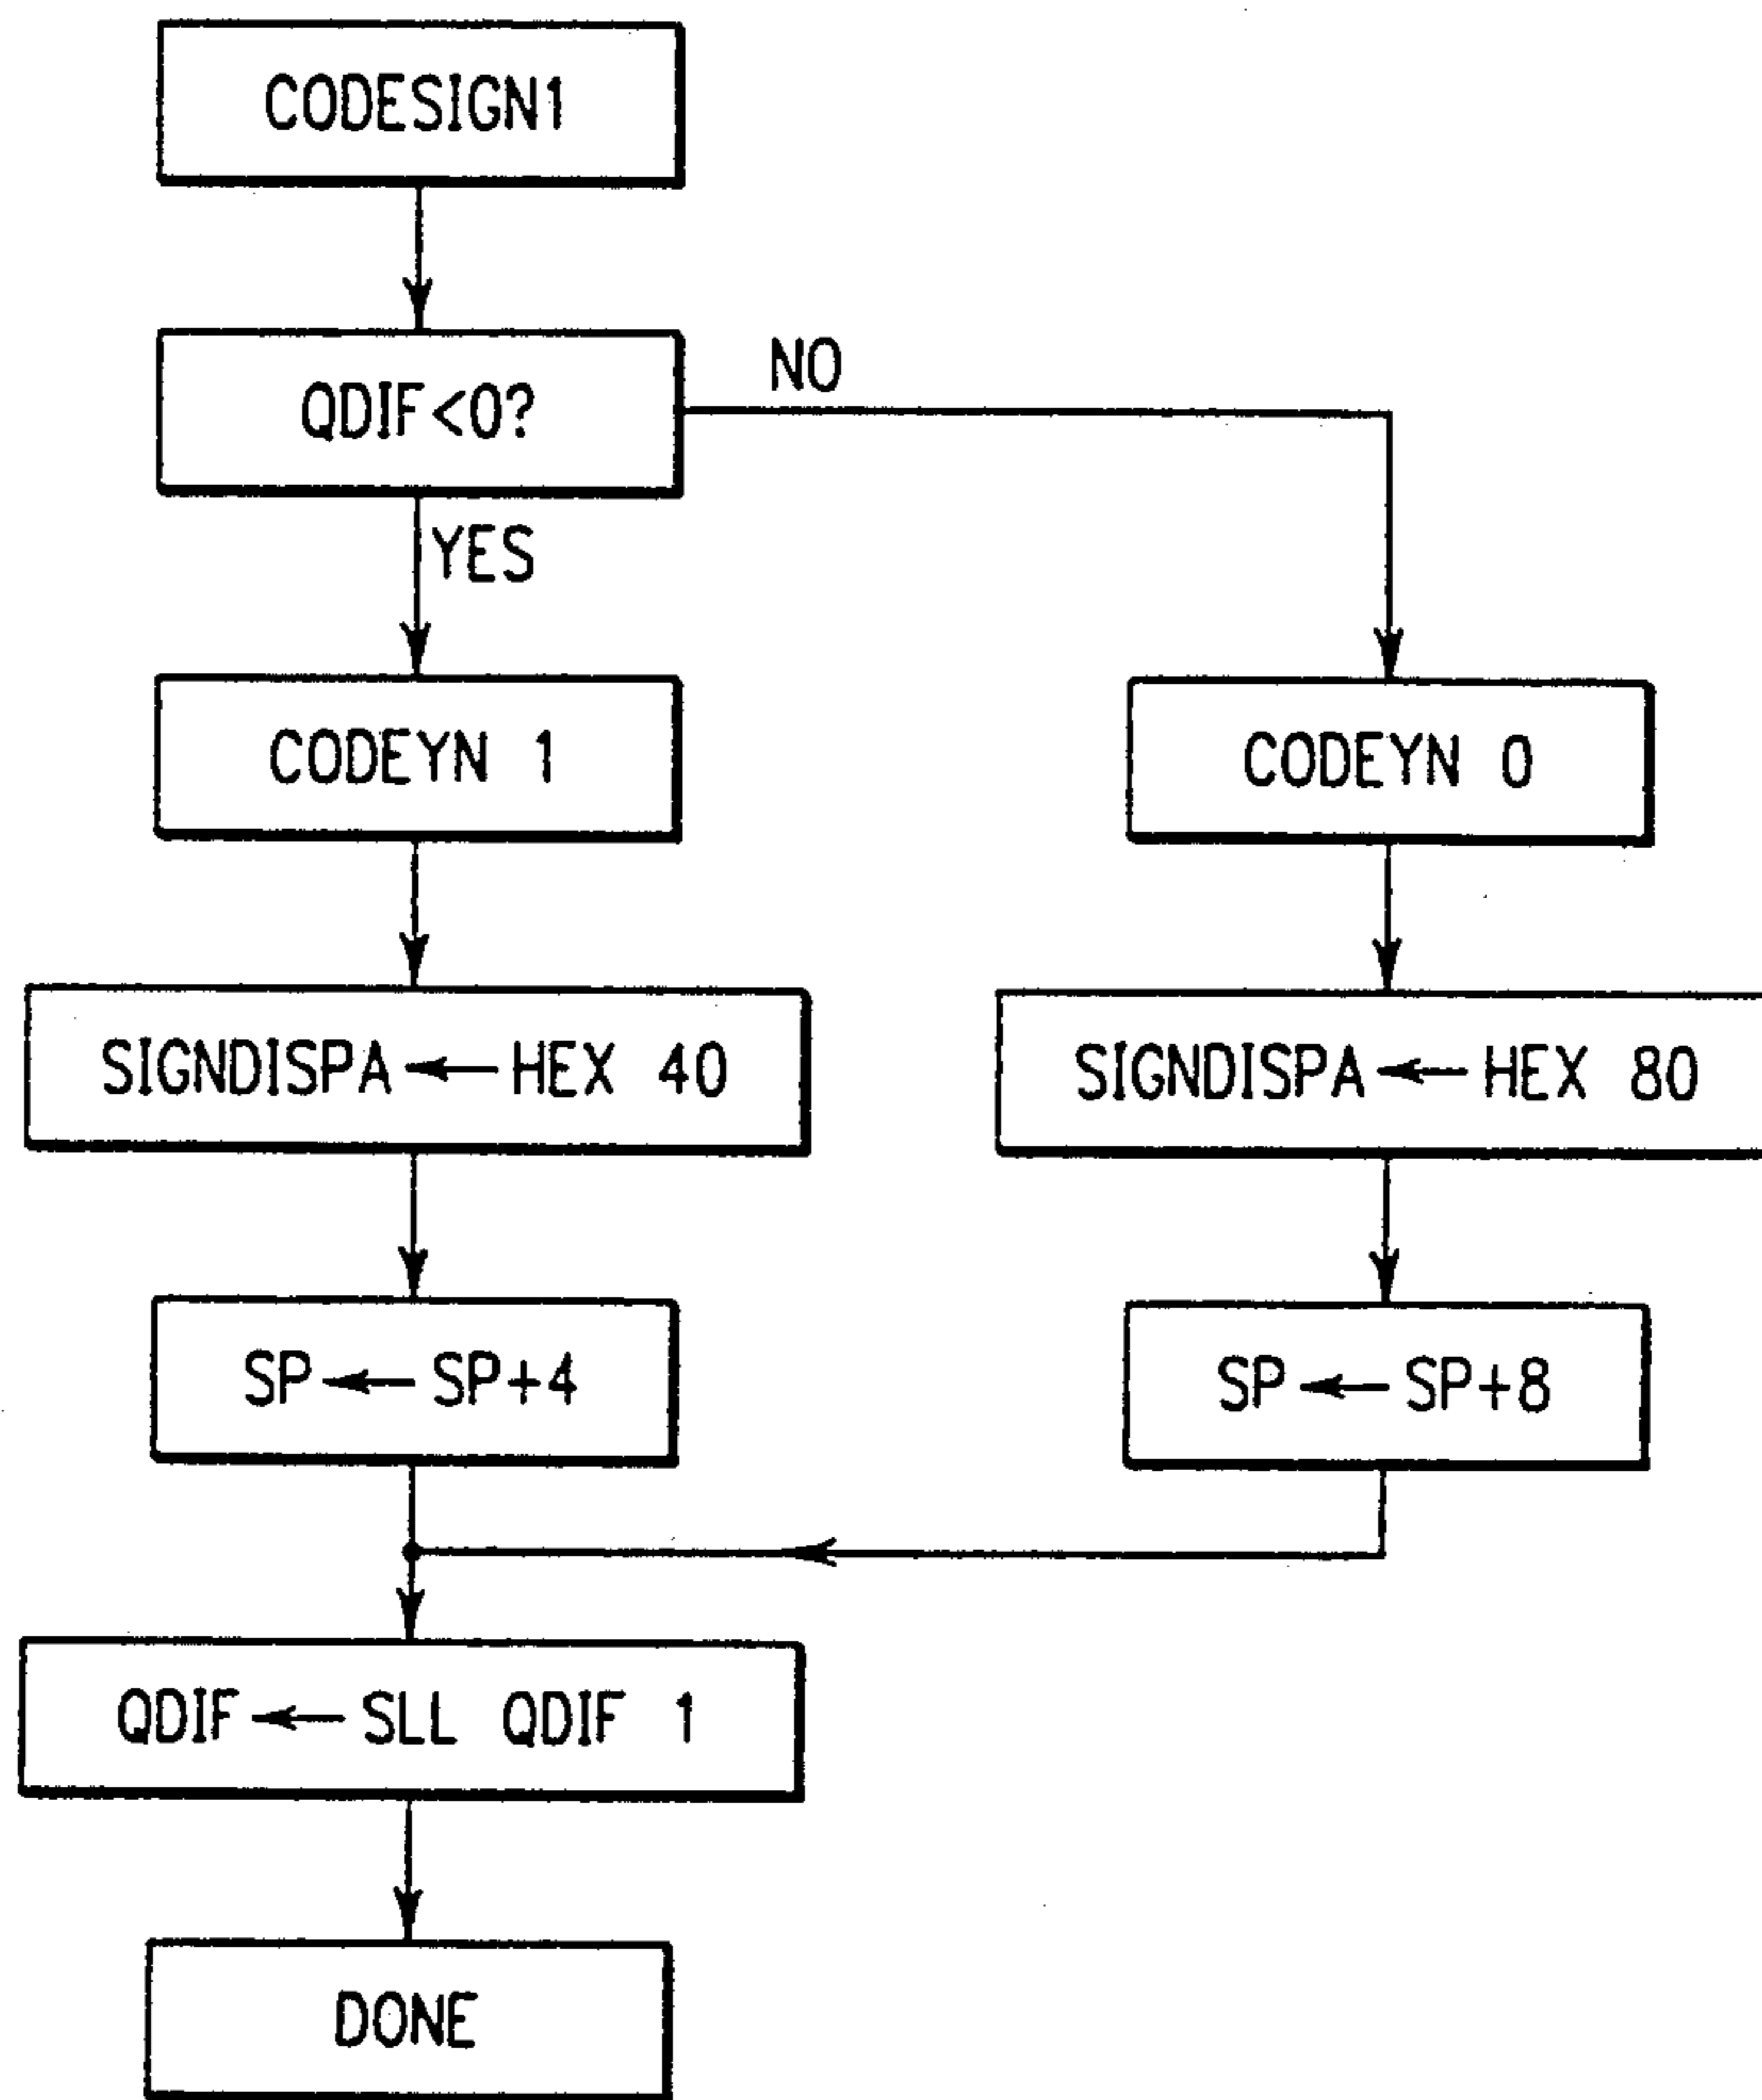 CODESIGN1
QDIF<0?
NO
YES
CODEYN 1
CODEYN 0
SIGNDISPA ← HEX 40
SIGNDISPA ← HEX 80
SP ← SP+4
SP ← SP+8
QDIF ← SLL QDIF 1
DONE